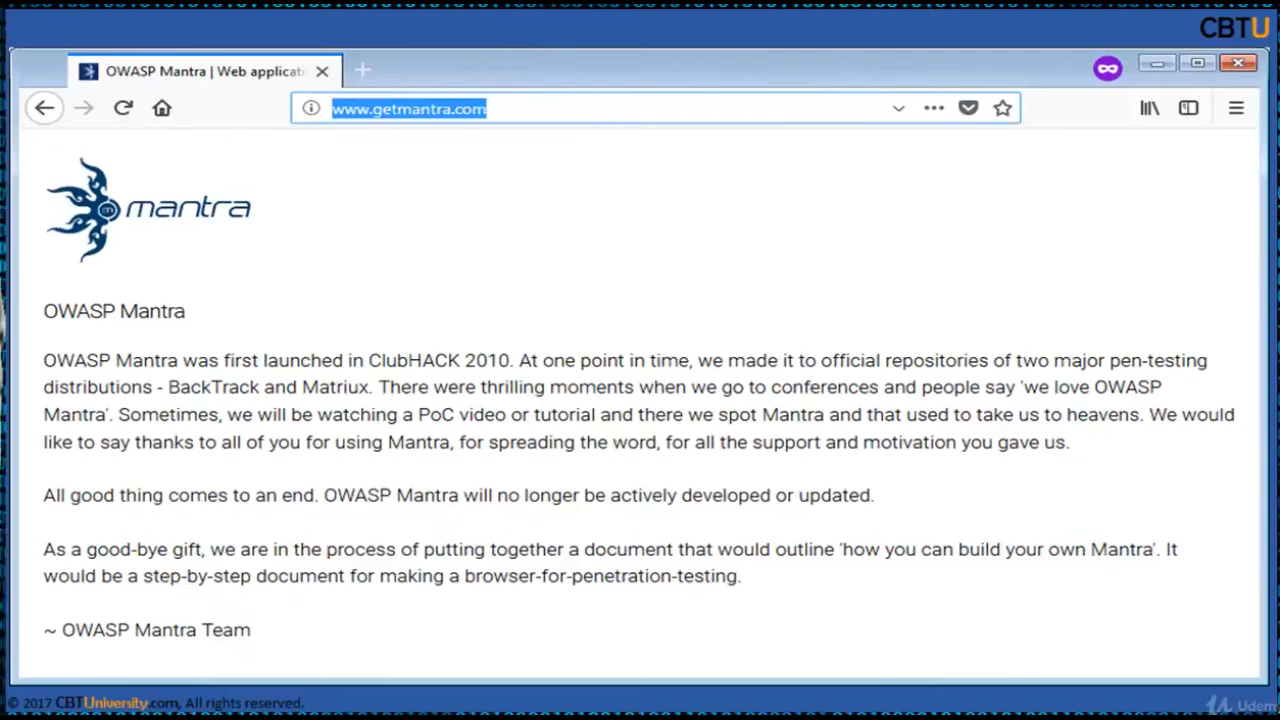 CBTU
OWASP Mantra | Web applicat
www.getmantra.com
mantra
OWASP Mantra
OWASP Mantra was first launched in ClubHACK 2010. At one point in time, we made it to official repositories of two major pen-testing
distributions - BackTrack and Matriux. There were thrilling moments when we go to conferences and people say 'we love OWASP
Mantra'. Sometimes, we will be watching a PoC video or tutorial and there we spot Mantra and that used to take us to heavens. We would
like to say thanks to all of you for using Mantra, for spreading the word, for all the support and motivation you gave us.
All good thing comes to an end. OWASP Mantra will no longer be actively developed or updated.
As a good-bye gift, we are in the process of putting together a document that would outline 'how you can build your own Mantra'. It
would be a step-by-step document for making a browser-for-penetration-testing.
~ OWASP Mantra Team
© 2017 CBTUniversity.com, All rights reserved.
Udemy